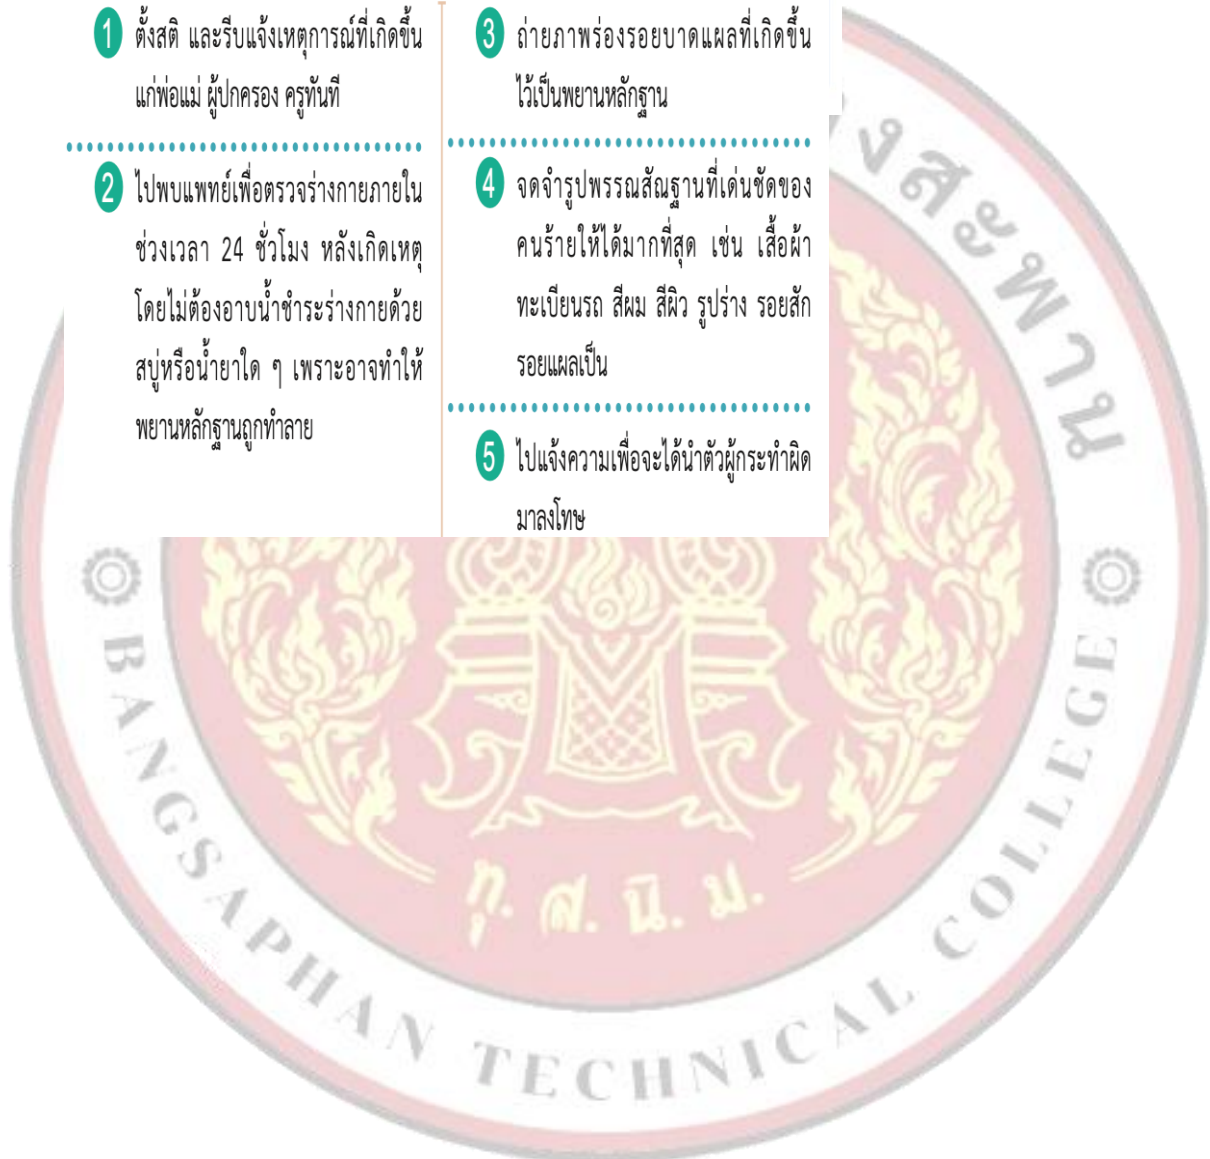 1 ตั้งสติ และรีบแจ้งเหตุการณ์ที่เกิดขึ้น
แก่พ่อแม่ ผู้ปกครอง ครูทันที
2 ไปพบแพทย์เพื่อตรวจร่างกายภายใน
ช่วงเวลา 24 ชั่วโมง หลังเกิดเหตุ
โดยไม่ต้องอาบน้ำชำระร่างกายด้วย
สบู่หรือน้ำยาใด ๆ เพราะอาจทำให้
พยานหลักฐานถูกทำลาย
3 ถ่ายภาพร่องรอยบาดแผลที่เกิดขึ้น
ไว้เป็นพยานหลักฐาน
4 จดจำรูปพรรณสัณฐานที่เด่นชัดของ
คนร้ายให้ได้มากที่สุด เช่น เสื้อผ้า
ทะเบียนรถ สีผม สีผิว รูปร่าง รอยสัก
รอยแผลเป็น
5 ไปแจ้งความเพื่อจะได้นำตัวผู้กระทำผิด
มาลงโทษ
งสะพาน
ทุ. ส. นิ. ม.
BANGSAPHAN TECHNICAL COLLEGE